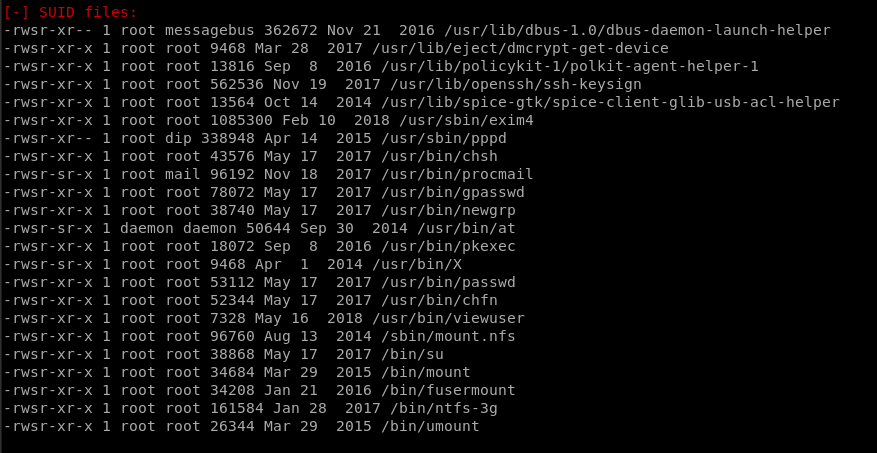 [-] SUID files:
-rwsr-xr-- 1 root messagebus 362672 Nov 21  2016 /usr/lib/dbus-1.0/dbus-daemon-launch-helper
-rwsr-xr-x 1 root root 9468 Mar 28  2017 /usr/lib/eject/dmcrypt-get-device
-rwsr-xr-x 1 root root 13816 Sep  8  2016 /usr/lib/policykit-1/polkit-agent-helper-1
-rwsr-xr-x 1 root root 562536 Nov 19  2017 /usr/lib/openssh/ssh-keysign
-rwsr-xr-x 1 root root 13564 Oct 14  2014 /usr/lib/spice-gtk/spice-client-glib-usb-acl-helper
-rwsr-xr-x 1 root root 1085300 Feb 10  2018 /usr/sbin/exim4
-rwsr-xr-- 1 root dip 338948 Apr 14  2015 /usr/sbin/pppd
-rwsr-xr-x 1 root root 43576 May 17  2017 /usr/bin/chsh
-rwsr-sr-x 1 root mail 96192 Nov 18  2017 /usr/bin/procmail
-rwsr-xr-x 1 root root 78072 May 17  2017 /usr/bin/gpasswd
-rwsr-xr-x 1 root root 38740 May 17  2017 /usr/bin/newgrp
-rwsr-sr-x 1 daemon daemon 50644 Sep 30  2014 /usr/bin/at
-rwsr-xr-x 1 root root 18072 Sep  8  2016 /usr/bin/pkexec
-rwsr-sr-x 1 root root 9468 Apr  1  2014 /usr/bin/X
-rwsr-xr-x 1 root root 53112 May 17  2017 /usr/bin/passwd
-rwsr-xr-x 1 root root 52344 May 17  2017 /usr/bin/chfn
-rwsr-xr-x 1 root root 7328 May 16  2018 /usr/bin/viewuser
-rwsr-xr-x 1 root root 96760 Aug 13  2014 /sbin/mount.nfs
-rwsr-xr-x 1 root root 38868 May 17  2017 /bin/su
-rwsr-xr-x 1 root root 34684 Mar 29  2015 /bin/mount
-rwsr-xr-x 1 root root 34208 Jan 21  2016 /bin/fusermount
-rwsr-xr-x 1 root root 161584 Jan 28  2017 /bin/ntfs-3g
-rwsr-xr-x 1 root root 26344 Mar 29  2015 /bin/umount